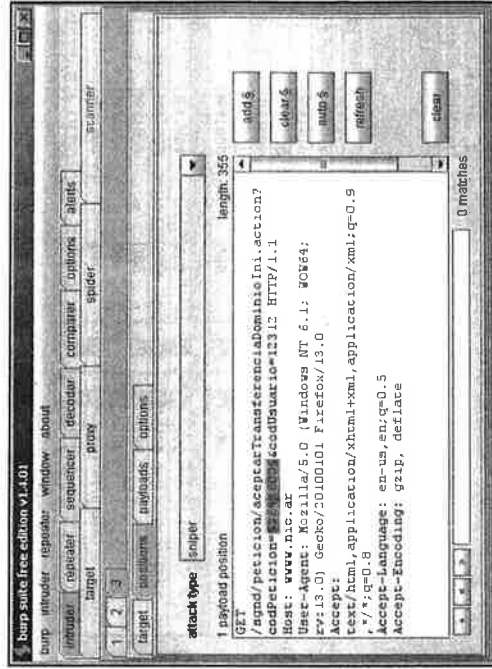 burp suite free edition v1.4.01
burp intruder repeater window about
intruder repeater sequencer decoder comparer options alerts
target proxy spider scanner
1 2 3
target positions payloads options
attack type sniper
1 payload position length: 355
GET
/sgnd/peticion/aceptarTransferenciaDominioIni.action?
codPeticion= &codUsuario=12312 HTTP/1.1
Host: www.nic.ar
User-Agent: Mozilla/5.0 (Windows NT 6.1; WOW64;
rv:13.0) Gecko/20100101 Firefox/13.0
Accept:
text/html,application/xhtml+xml,application/xml;q=0.9
,*/*;q=0.8
Accept-Language: en-us,en;q=0.5
Accept-Encoding: gzip, deflate
add §
clear §
auto §
refresh
clear
+ < > 0 matches